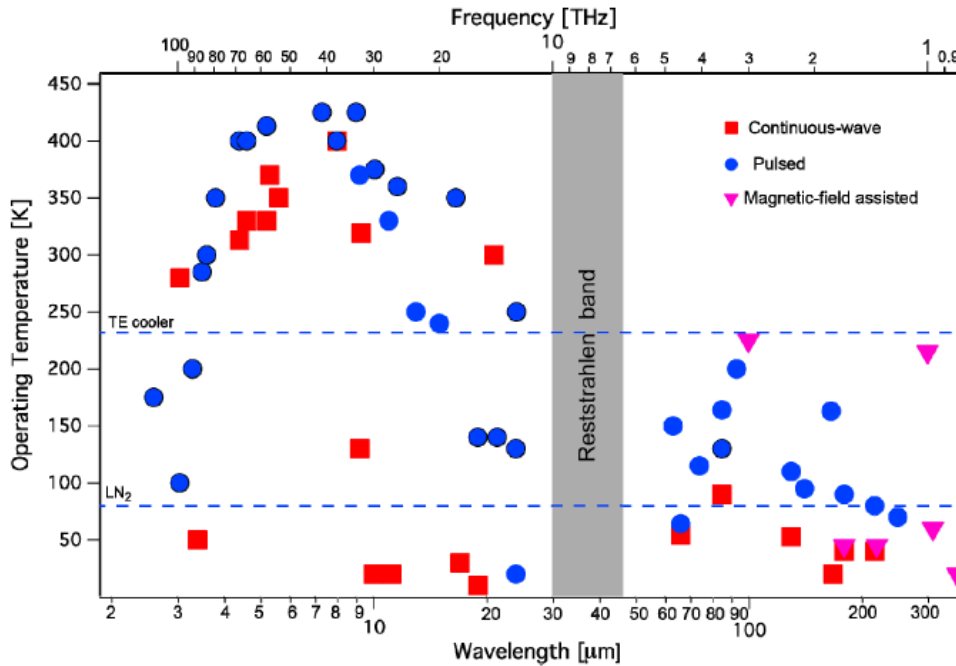 Frequency [THz]
100 90 80 70 60 50 40 30 20 10 9 8 7 6 5 4 3 2 1 0.9
450
400
350
300
250
200
150
100
50
Operating Temperature [K]
Continuous-wave
Pulsed
Magnetic-field assisted
TE cooler
LN₂
Reststrahlen band
2 3 4 5 6 7 8 9 10 20 30 40 50 60 70 80 90 100 200 300
Wavelength [μm]